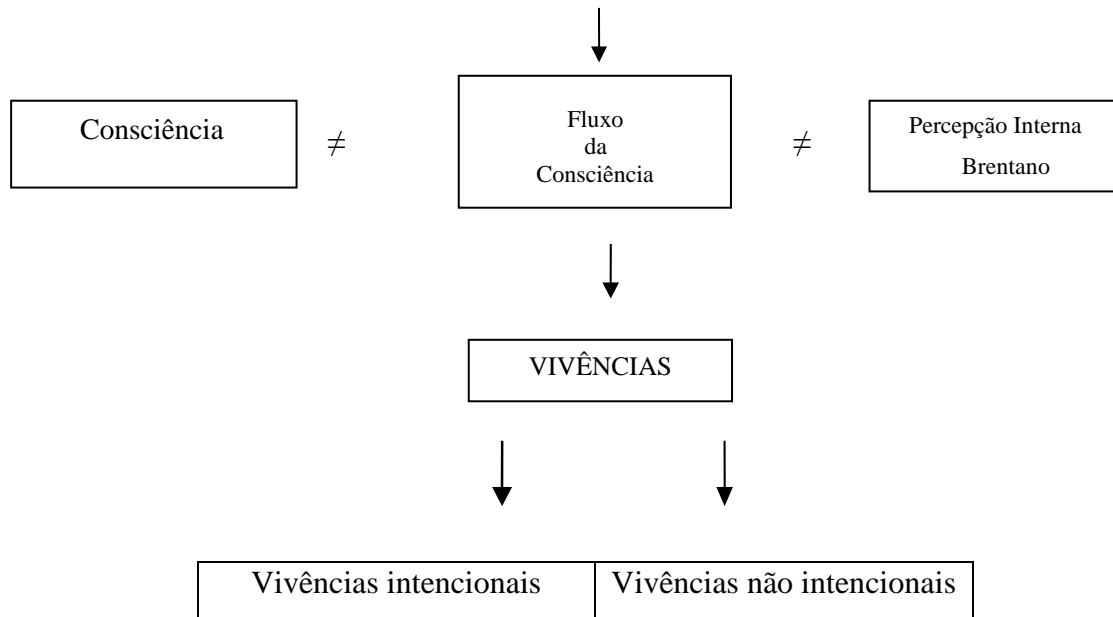 Consciência
≠
Fluxo
da
Consciência
≠
Percepção Interna
Brentano
VIVÊNCIAS
Vivências intencionais
Vivências não intencionais